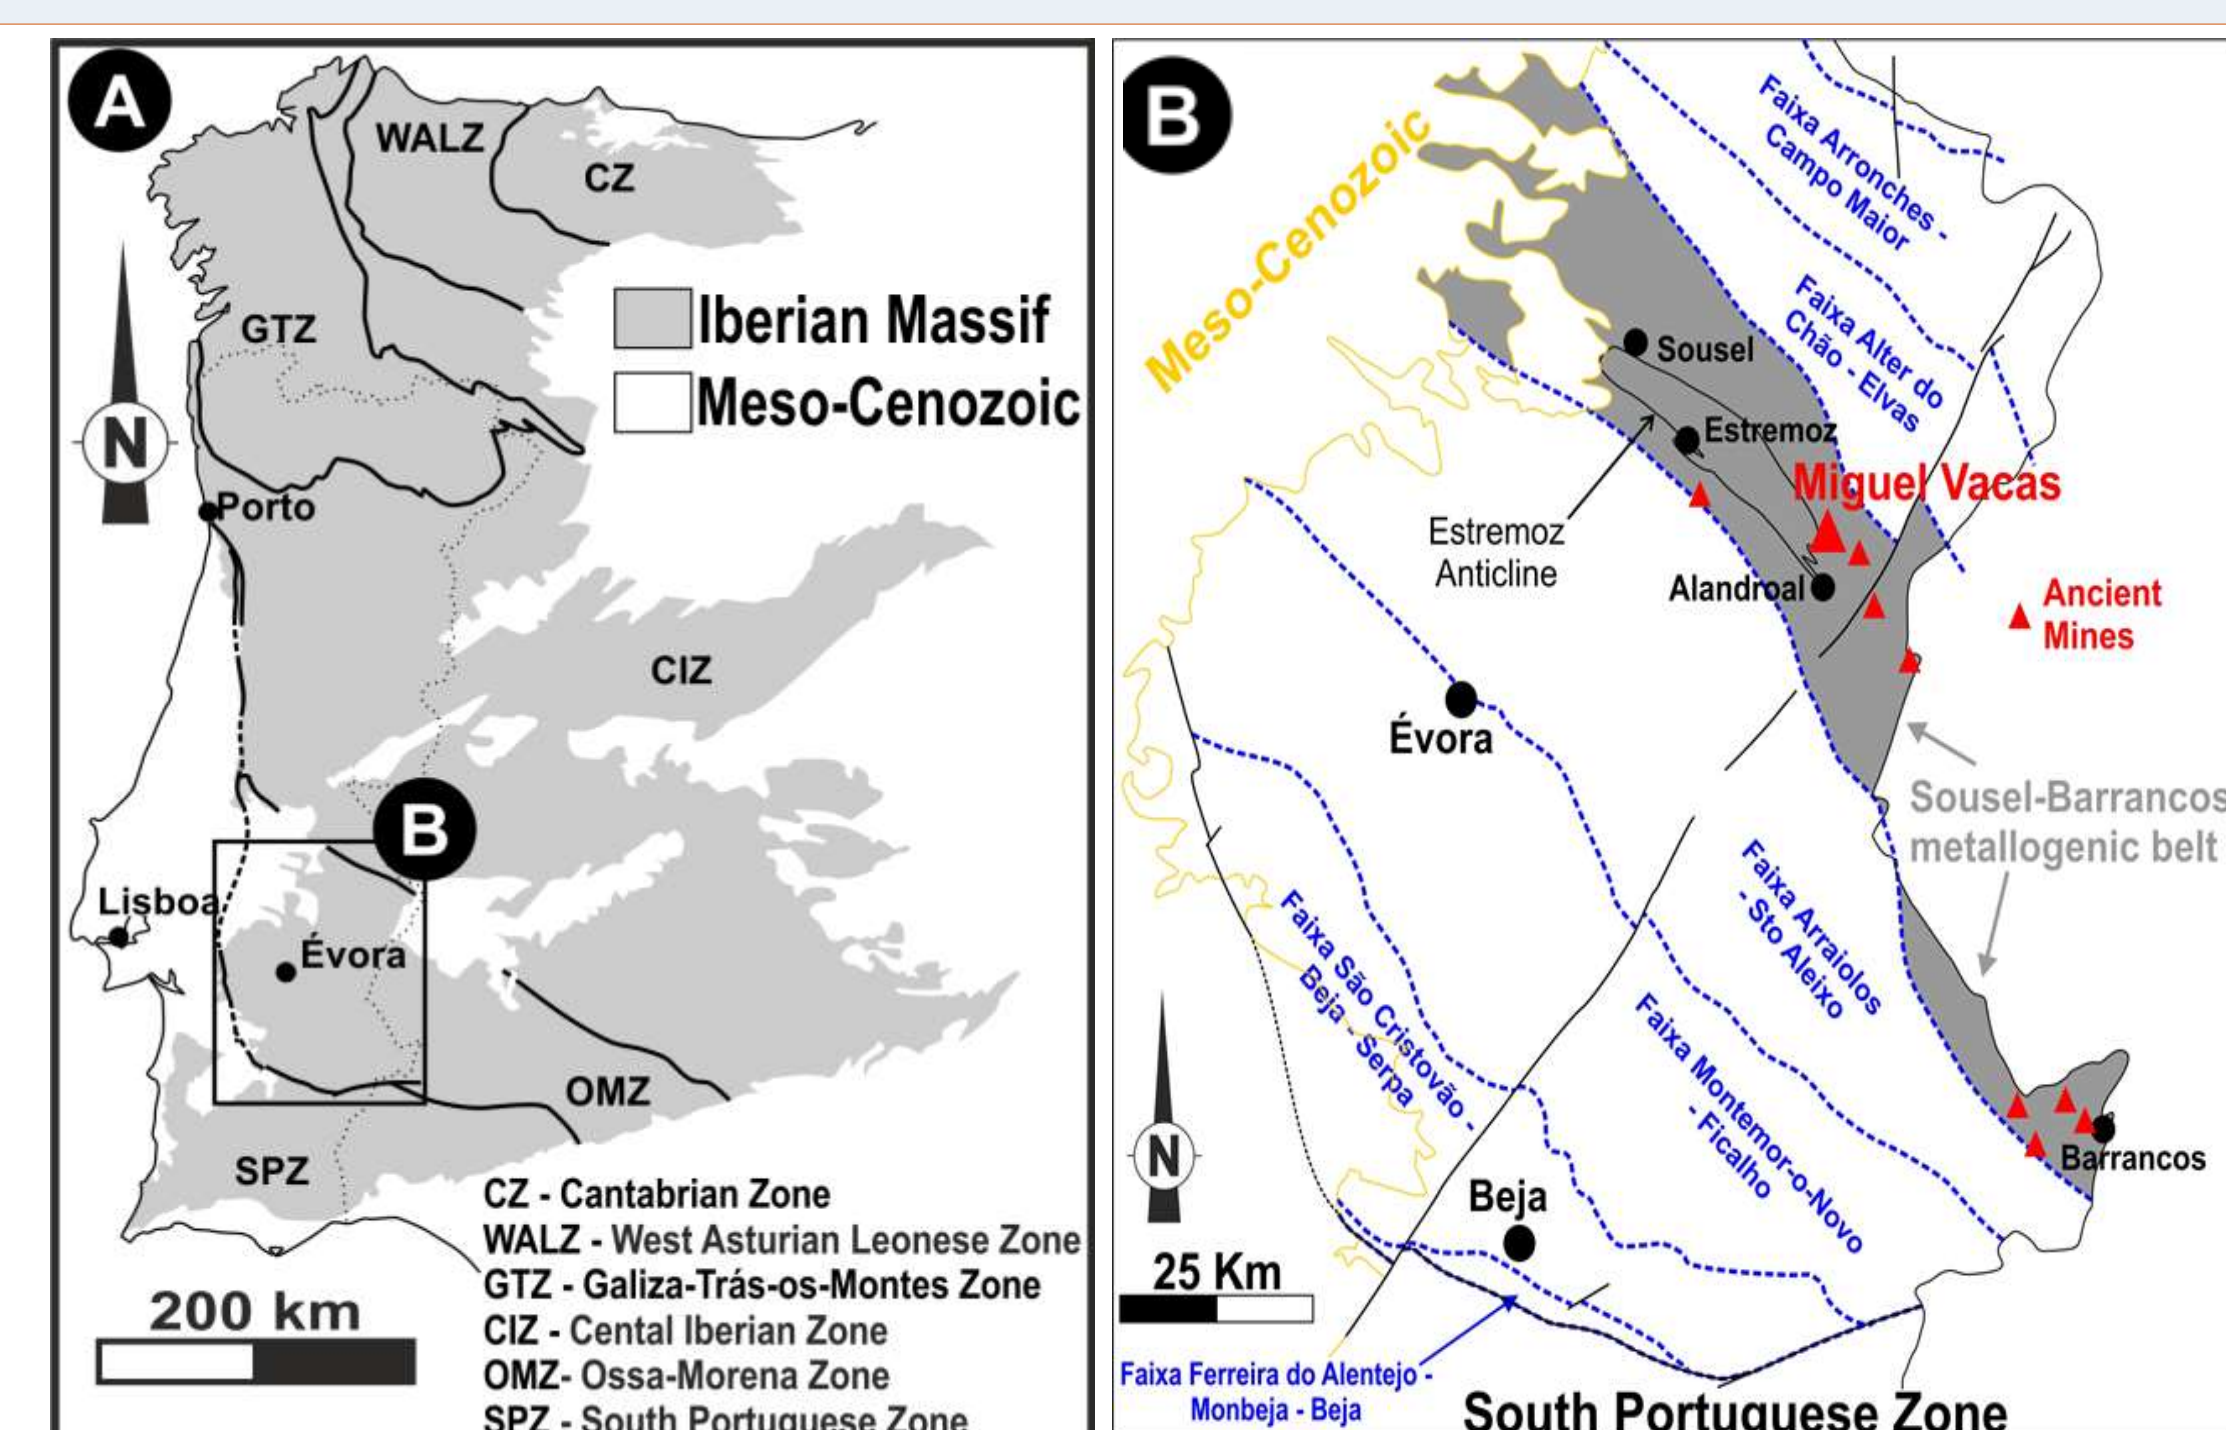 A
WALZ
CZ
GTZ
Iberian Massif
Meso-Cenozoic
N
Porto
CIZ
B
Lisboa
Évora
OMZ
SPZ
CZ - Cantabrian Zone
WALZ - West Asturian Leonese Zone
GTZ - Galiza-Trás-os-Montes Zone
CIZ - Cental Iberian Zone
OMZ- Ossa-Morena Zone
SPZ - South Portuguese Zone
200 km
B
Meso-Cenozoic
Faixa Arronches -
Campo Maior
Faixa Alter do
Chão - Elvas
Sousel
Estremoz
Miguel Vacas
Estremoz
Anticline
Alandroal
Ancient
Mines
Évora
Sousel-Barrancos
metallogenic belt
Faixa Arraiolos
- Sto Aleixo
Faixa São Cristovão -
Beja - Serpa
Faixa Montemor-o-Novo
- Ficalho
N
Barrancos
Beja
25 Km
Faixa Ferreira do Alentejo -
Monbeja - Beja
South Portuguese Zone